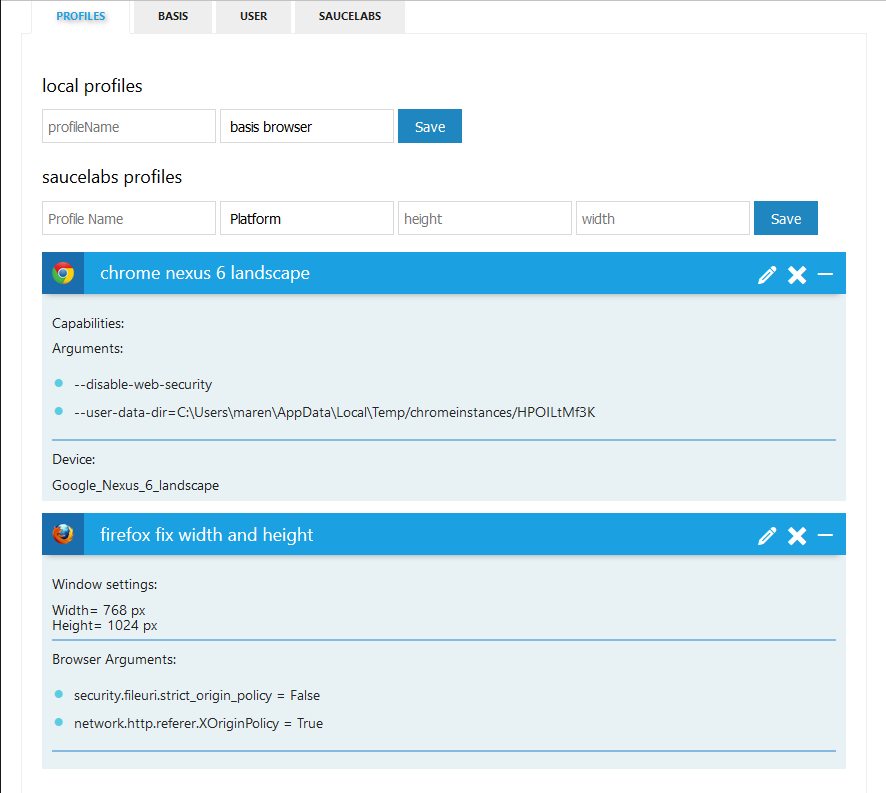 PROFILES BASIS USER SAUCELABS
local profiles
profileName basis browser Save
saucelabs profiles
Profile Name Platform height width Save
chrome nexus 6 landscape
Capabilities:
Arguments:
--disable-web-security
--user-data-dir=C:\Users\maren\AppData\Local\Temp/chromeinstances/HPOILtMf3K
Device:
Google_Nexus_6_landscape
firefox fix width and height
Window settings:
Width= 768 px
Height= 1024 px
Browser Arguments:
security.fileuri.strict_origin_policy = False
network.http.referer.XOriginPolicy = True